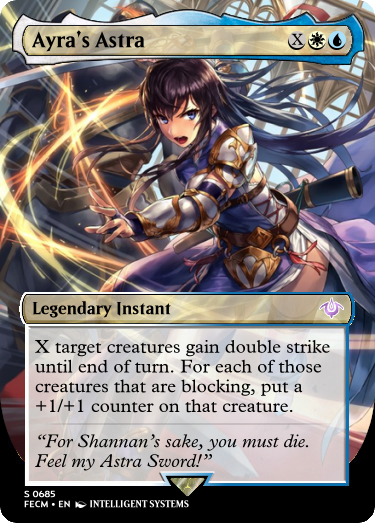 Ayra's Astra X
Legendary Instant
X target creatures gain double strike
until end of turn. For each of those
creatures that are blocking, put a
+1/+1 counter on that creature.
“For Shannan's sake, you must die.
Feel my Astra Sword!”
S 0685
FECM • EN INTELLIGENT SYSTEMS